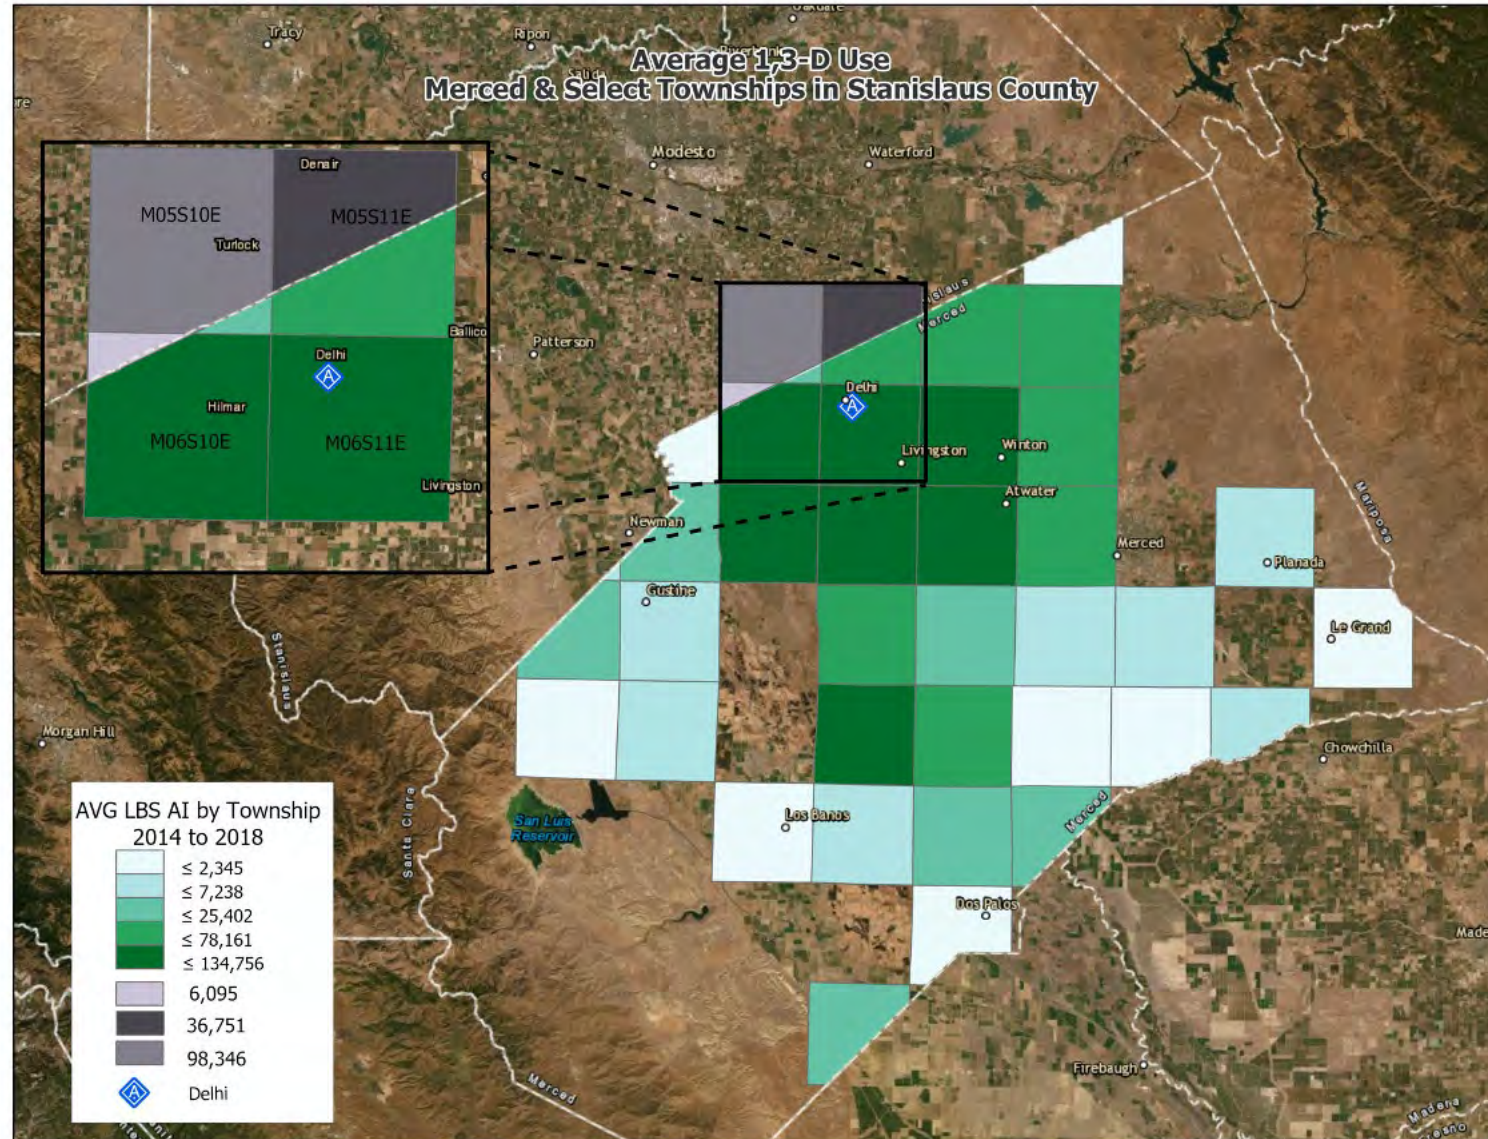 Oakdale
Tracy
Ripon
Riverbank
Average 1,3-D Use
Salida
Merced & Select Townships in Stanislaus County
Modesto
Waterford
Denair
M05S10E
M05S11E
Turlock
Ballico
Delhi
A
Hilmar
M06S10E
M06S11E
Livingston
Patterson
Merced
Delhi
A
Livingston
Winton
Atwater
Newman
Mariposa
Merced
Planada
Gustine
Le Grand
Stanislaus
Morgan Hill
Chowchilla
Santa Clara
San Luis
Reservoir
Los Banos
Merced
Dos Palos
Firebaugh
Merced
Madera
AVG LBS AI by Township
2014 to 2018
≤ 2,345
≤ 7,238
≤ 25,402
≤ 78,161
≤ 134,756
6,095
36,751
98,346
A
Delhi